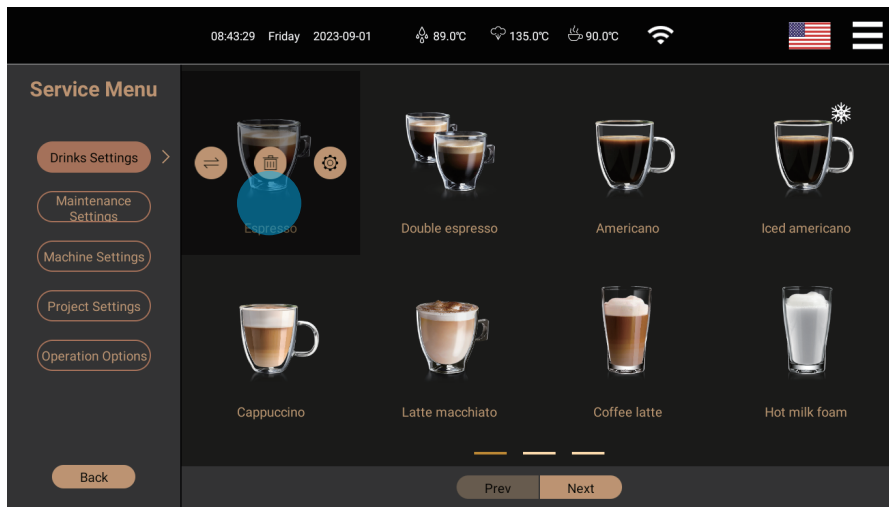 08:43:29 Friday 2023-09-01 89.0℃ 135.0℃ 90.0℃
Service Menu
Drinks Settings
Maintenance
Settings
Machine Settings
Project Settings
Operation Options
Back
Espresso
Double espresso
Americano
Iced americano
Cappuccino
Latte macchiato
Coffee latte
Hot milk foam
Prev
Next